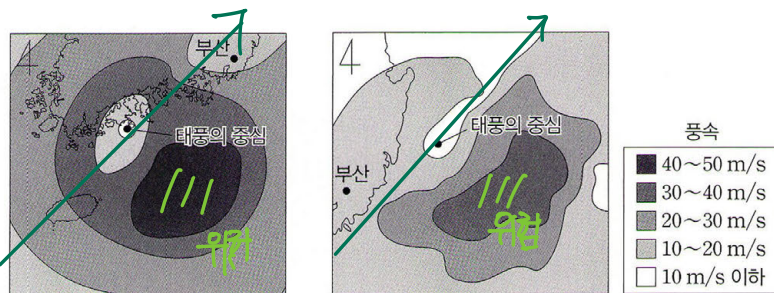 4
부산
태풍의 중심
위험
4
태풍의 중심
부산
위험
풍속
40~50 m/s
30~40 m/s
20~30 m/s
10~20 m/s
10 m/s 이하